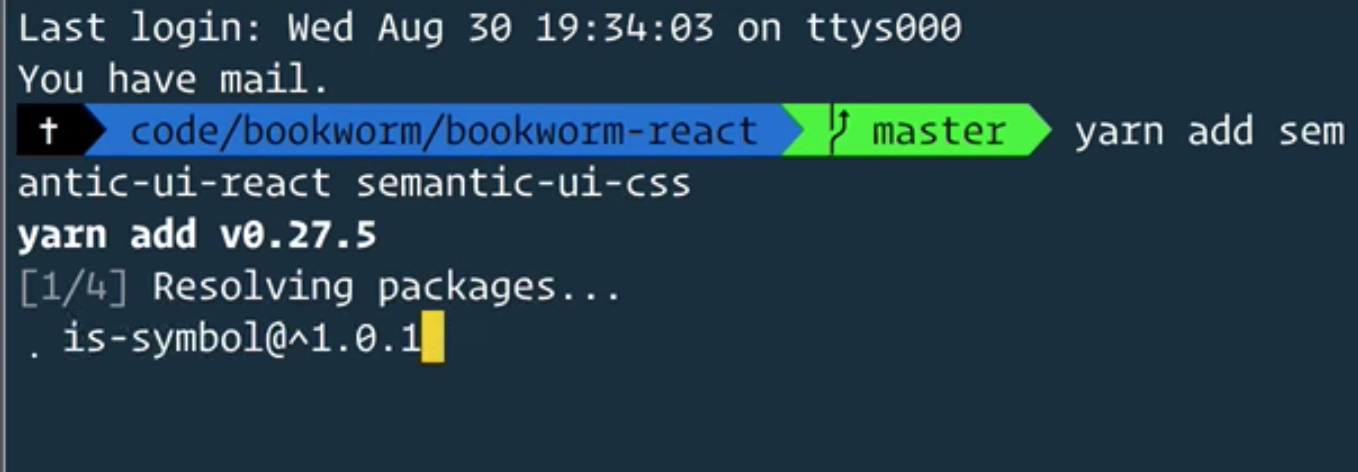 Last login: Wed Aug 30 19:34:03 on ttys000
You have mail.
† code/bookworm/bookworm-react master yarn add sem
antic-ui-react semantic-ui-css
yarn add v0.27.5
[1/4] Resolving packages...
. is-symbol@^1.0.1